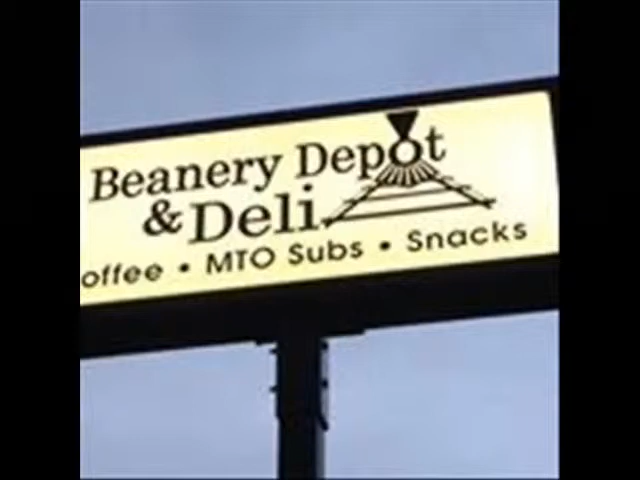 Beanery Depot
& Deli
offee • MTO Subs • Snacks